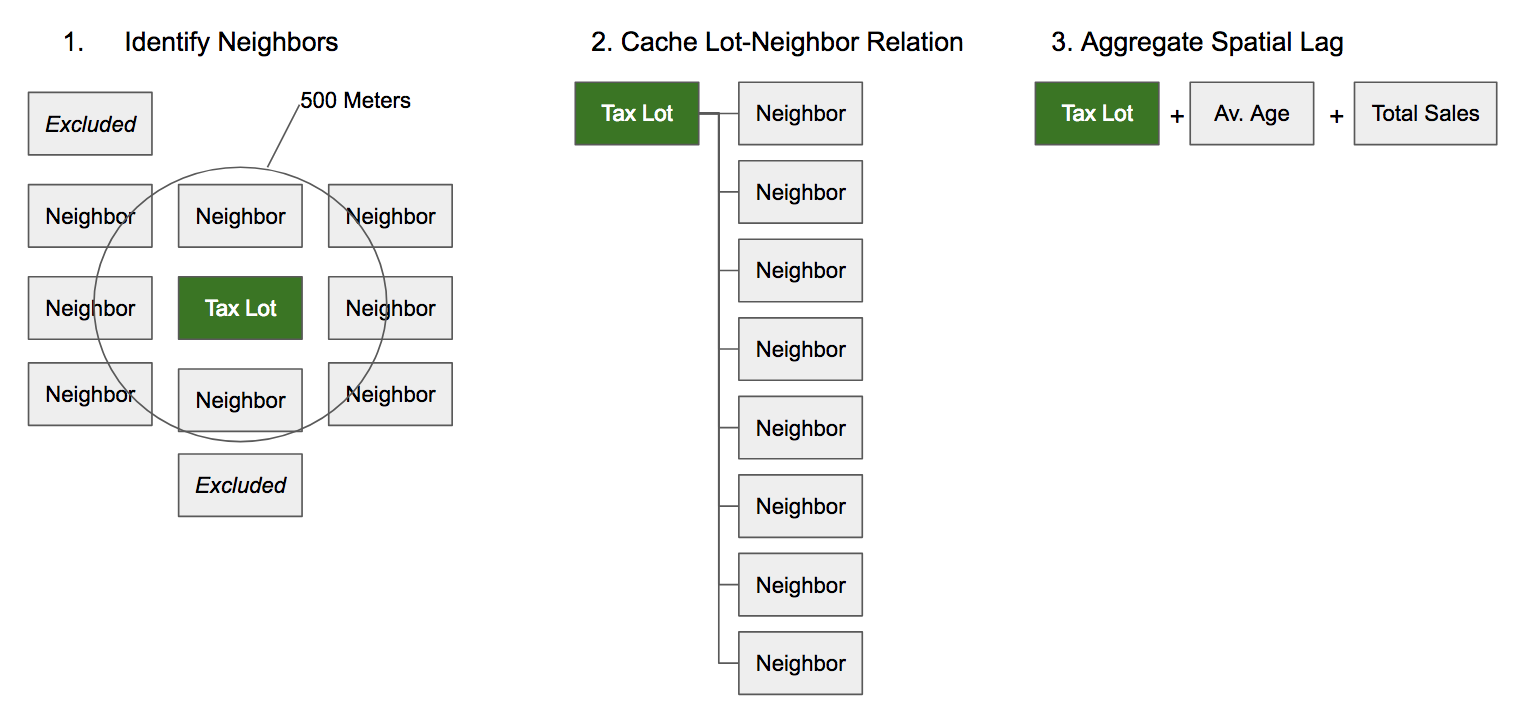 1. Identify Neighbors
500 Meters
Excluded
Neighbor
Neighbor
Neighbor
Neighbor
Tax Lot
Neighbor
Neighbor
Neighbor
Neighbor
Excluded
2. Cache Lot-Neighbor Relation
Tax Lot
Neighbor
Neighbor
Neighbor
Neighbor
Neighbor
Neighbor
Neighbor
Neighbor
3. Aggregate Spatial Lag
Tax Lot + Av. Age + Total Sales